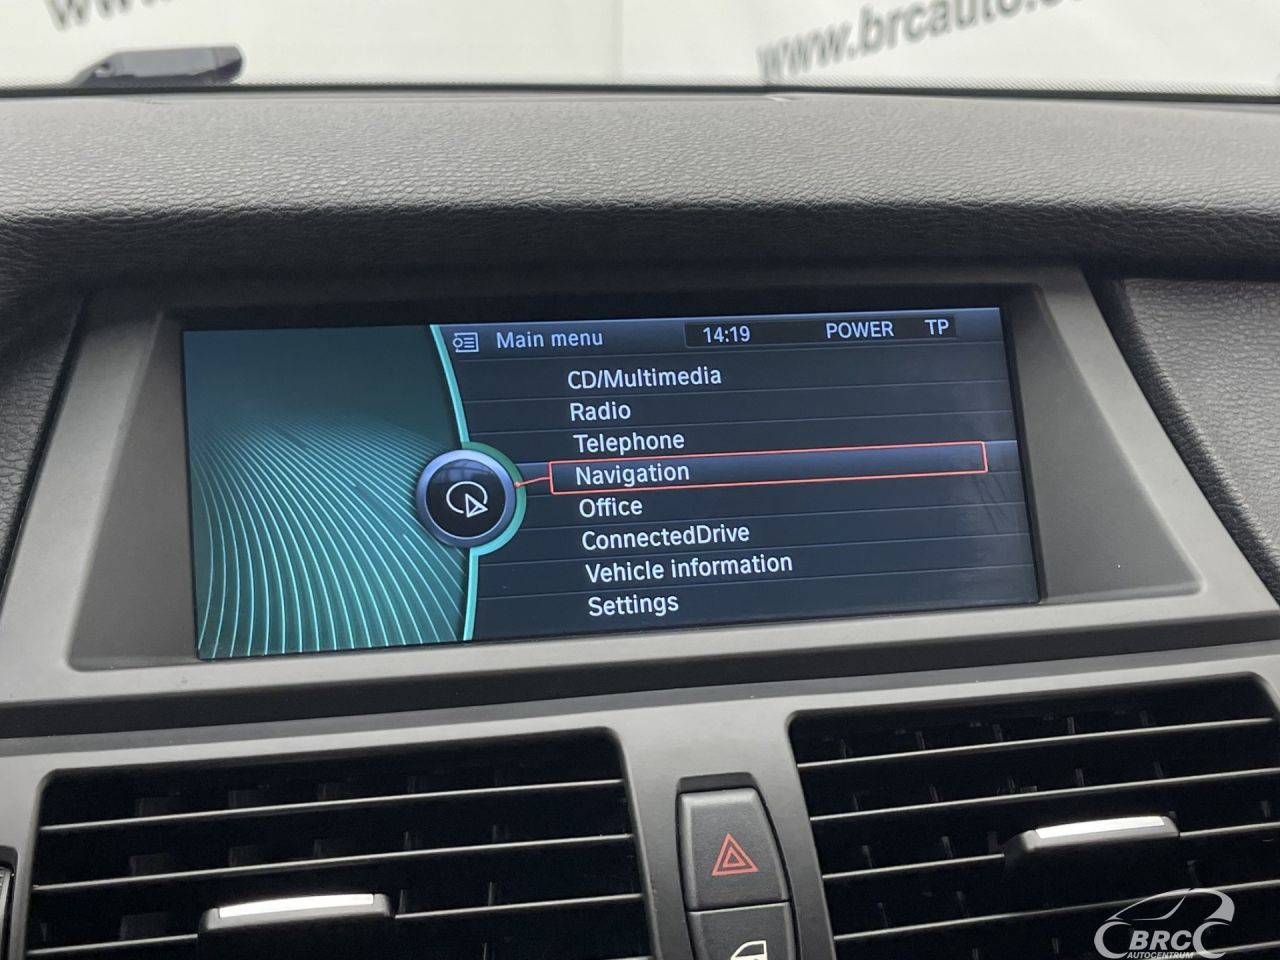 www.brcauto.c
Main menu
14:19
POWER
TP
CD/Multimedia
Radio
Telephone
Navigation
Office
ConnectedDrive
Vehicle information
Settings
BRC
AUTOCENTRUM